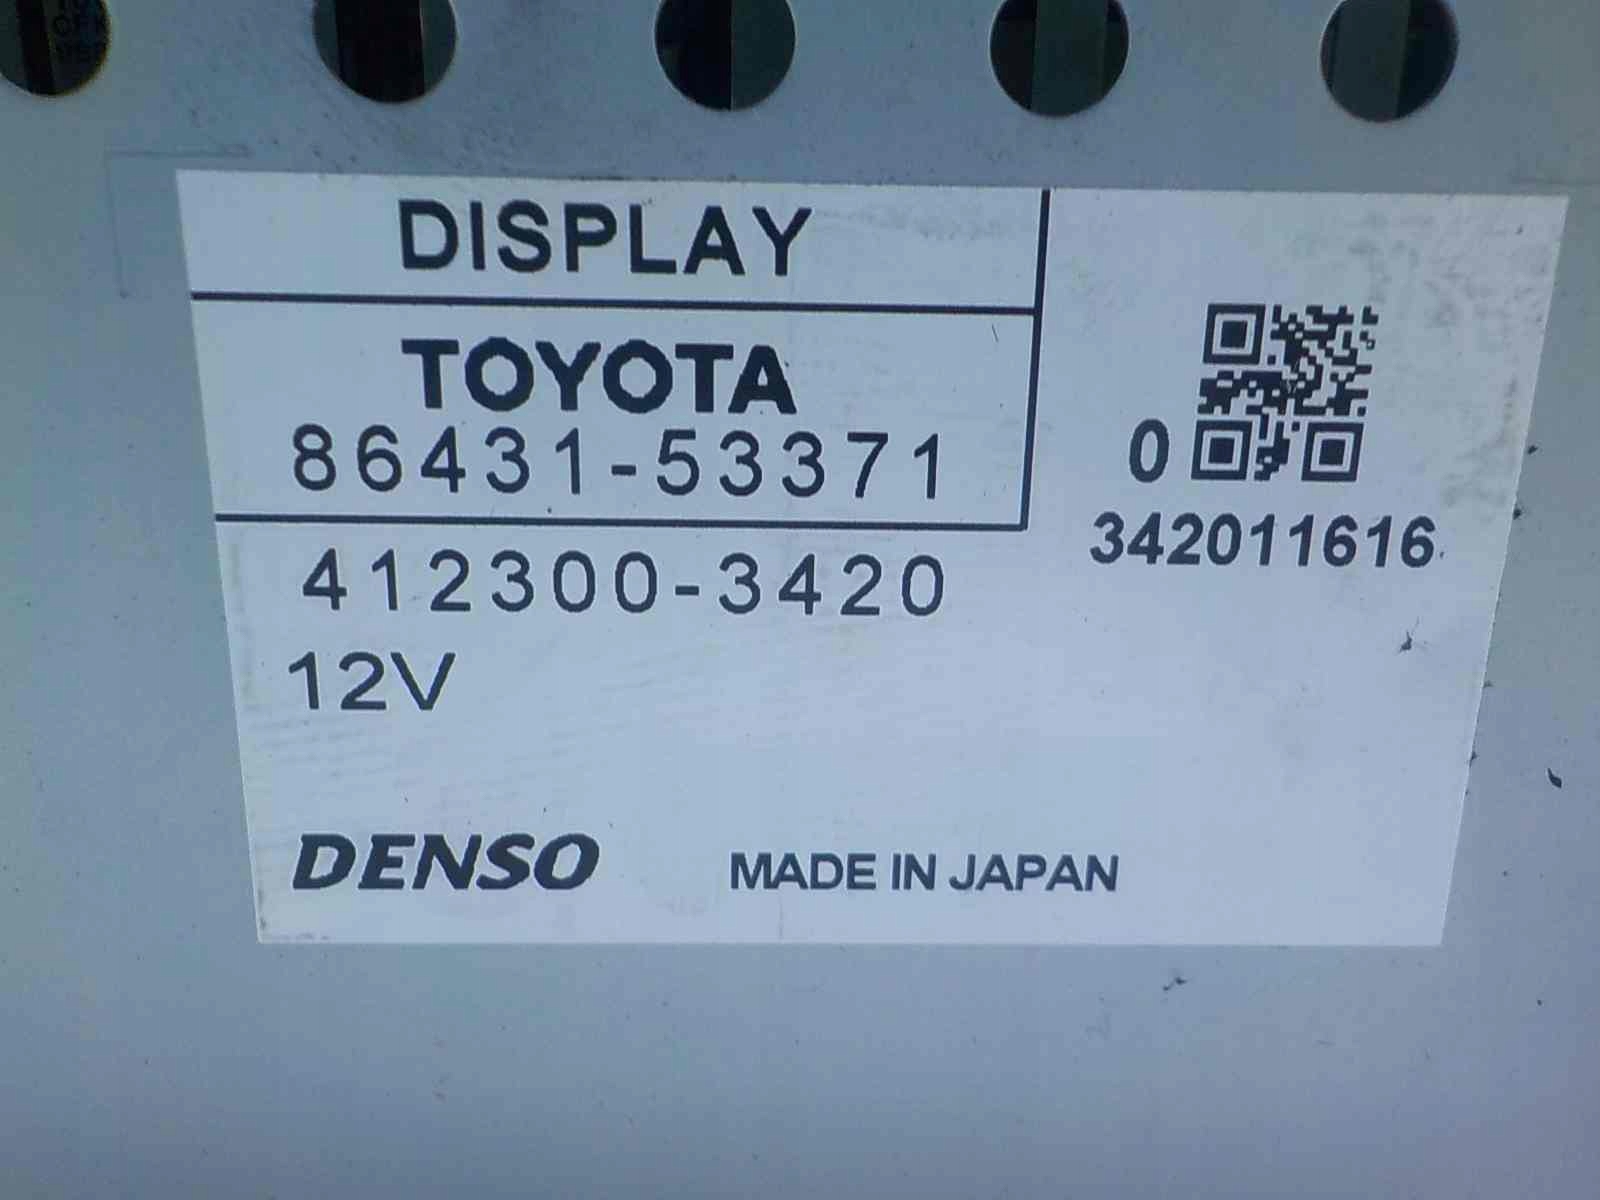 DISPLAY
TOYOTA
86431-53371
412300-3420
12V
0
342011616
DENSO
MADE IN JAPAN